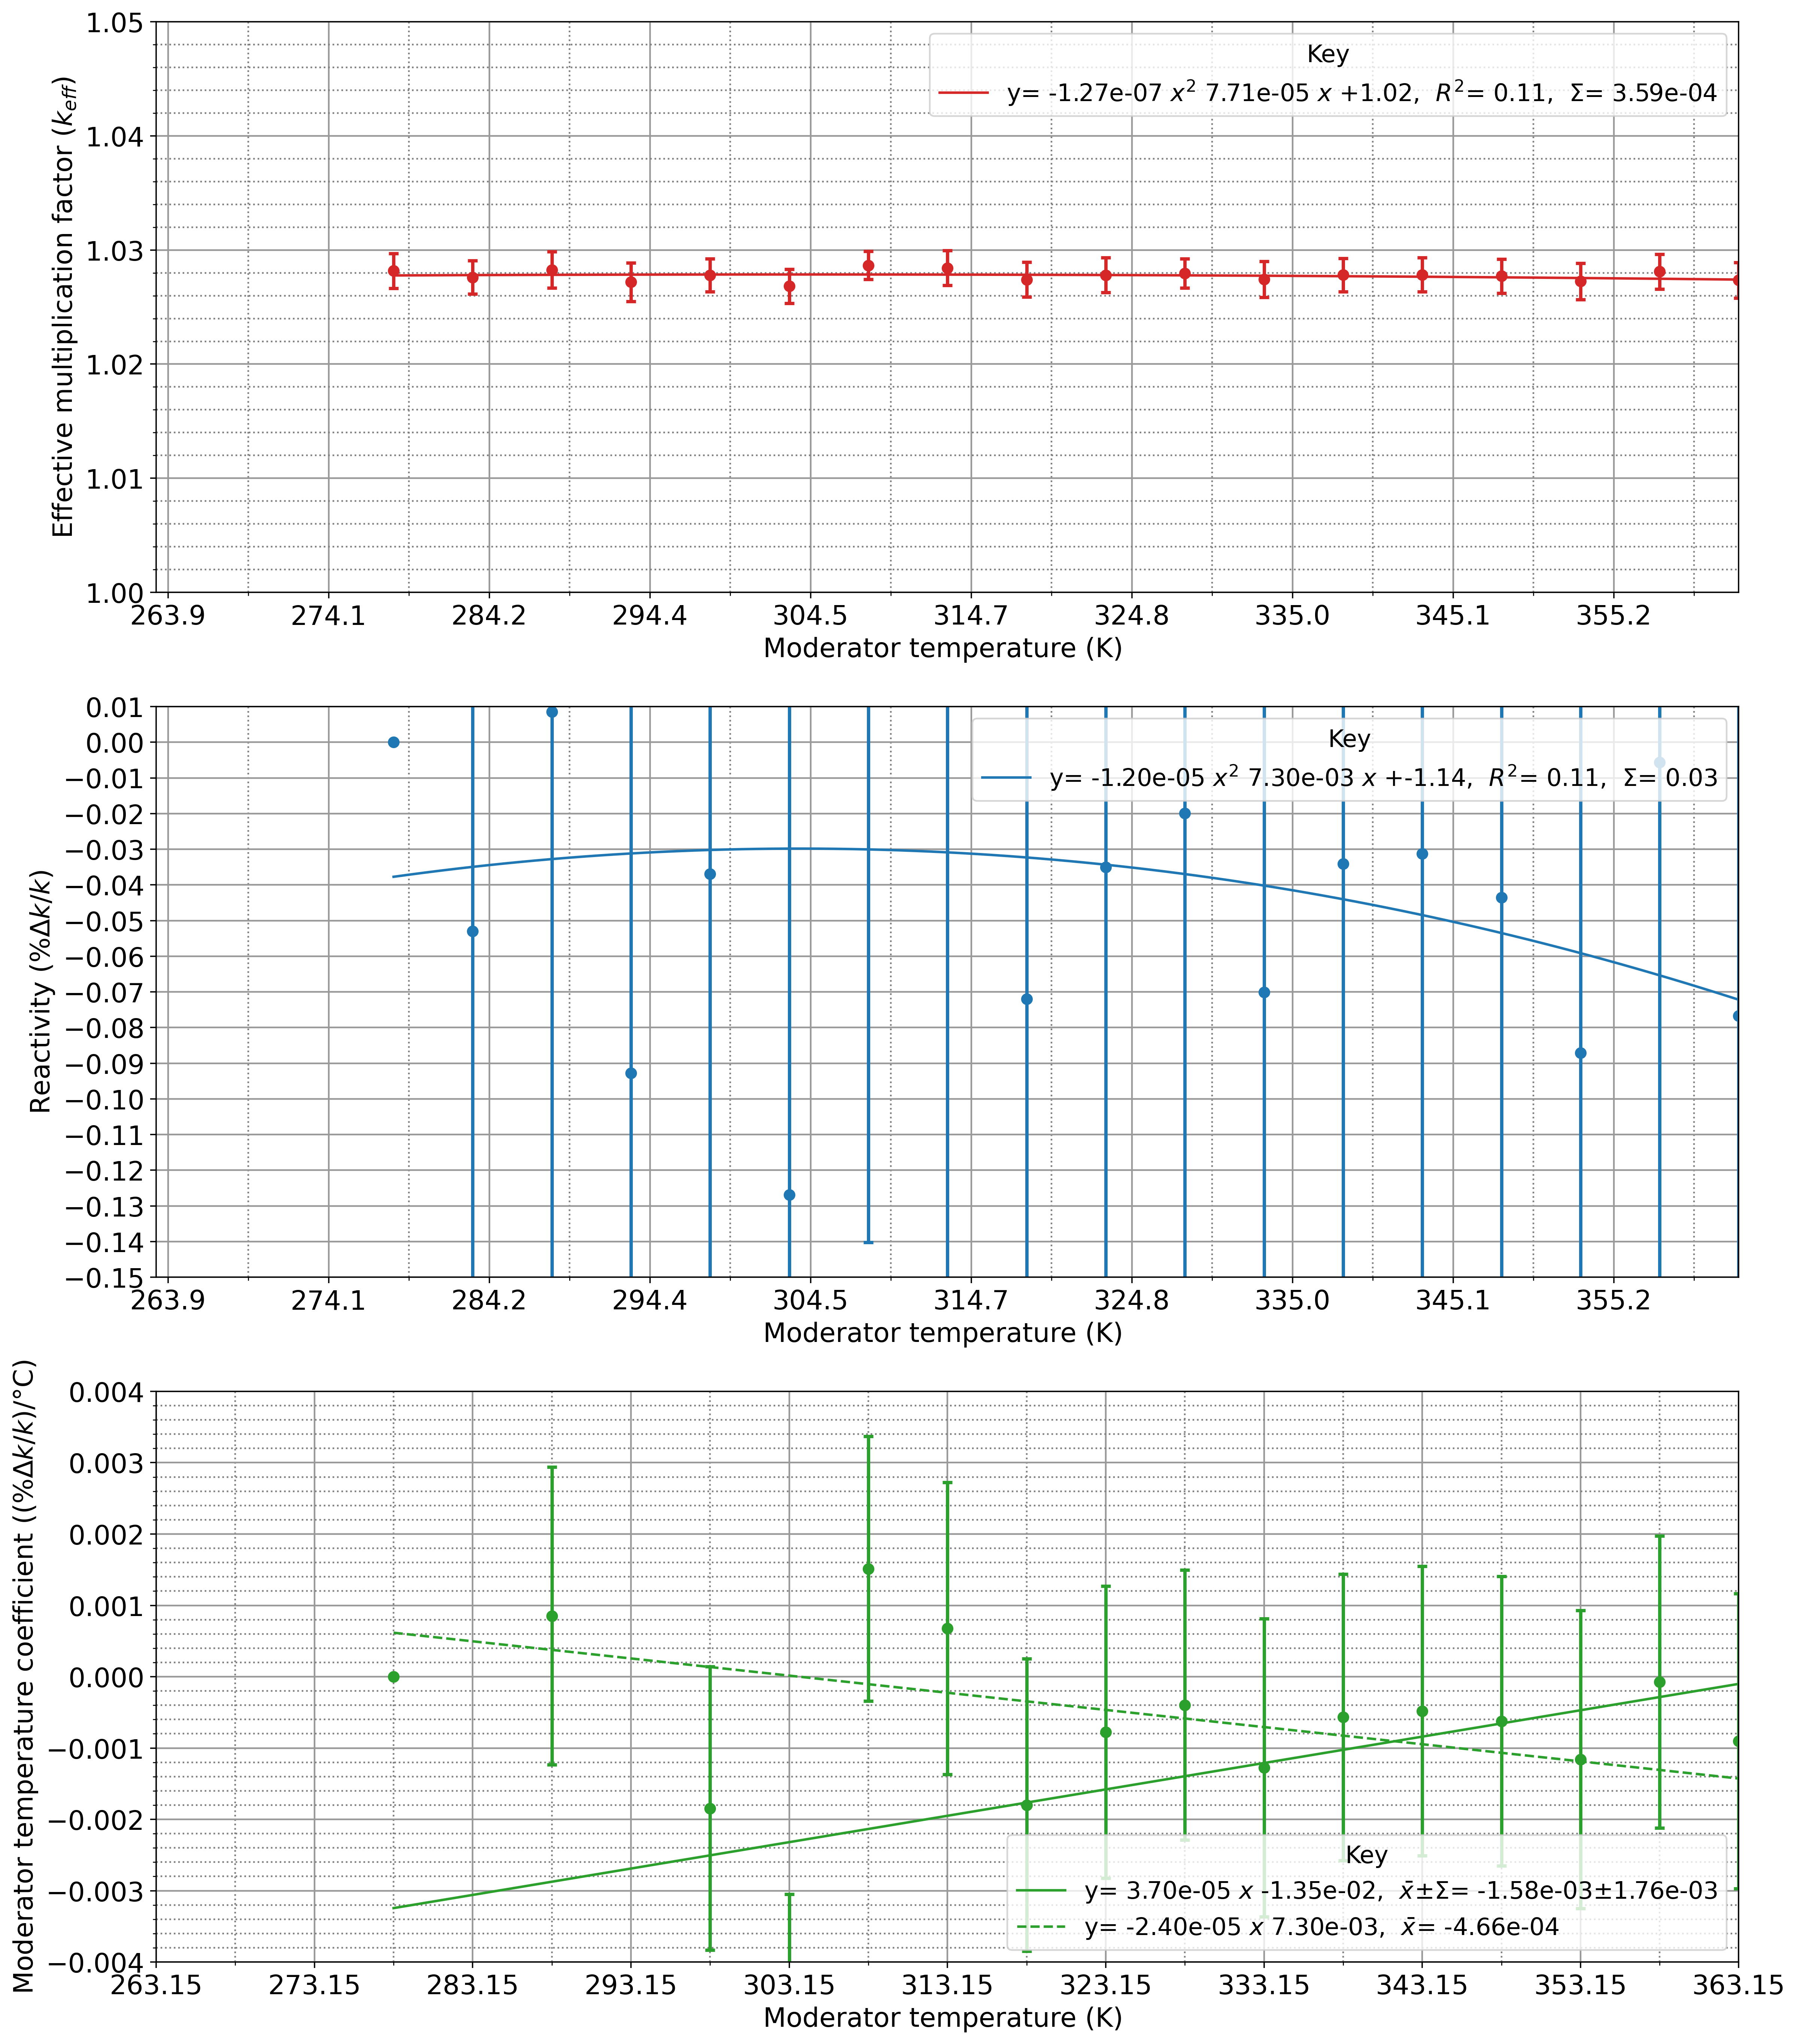 1.05
1.04
1.03
1.02
1.01
1.00
Effective multiplication factor (k_eff)
Key
y= -1.27e-07 x² 7.71e-05 x +1.02, R²= 0.11, Σ= 3.59e-04
263.9 274.1 284.2 294.4 304.5 314.7 324.8 335.0 345.1 355.2
Moderator temperature (K)
0.01
0.00
−0.01
−0.02
−0.03
−0.04
−0.05
−0.06
−0.07
−0.08
−0.09
−0.10
−0.11
−0.12
−0.13
−0.14
−0.15
Reactivity (%Δk/k)
Key
y= -1.20e-05 x² 7.30e-03 x +-1.14, R²= 0.11, Σ= 0.03
263.9 274.1 284.2 294.4 304.5 314.7 324.8 335.0 345.1 355.2
Moderator temperature (K)
0.004
0.003
0.002
0.001
0.000
−0.001
−0.002
−0.003
−0.004
Moderator temperature coefficient ((%Δk/k)/°C)
Key
y= 3.70e-05 x -1.35e-02, x̄±Σ= -1.58e-03±1.76e-03
y= -2.40e-05 x 7.30e-03, x̄= -4.66e-04
263.15 273.15 283.15 293.15 303.15 313.15 323.15 333.15 343.15 353.15 363.15
Moderator temperature (K)